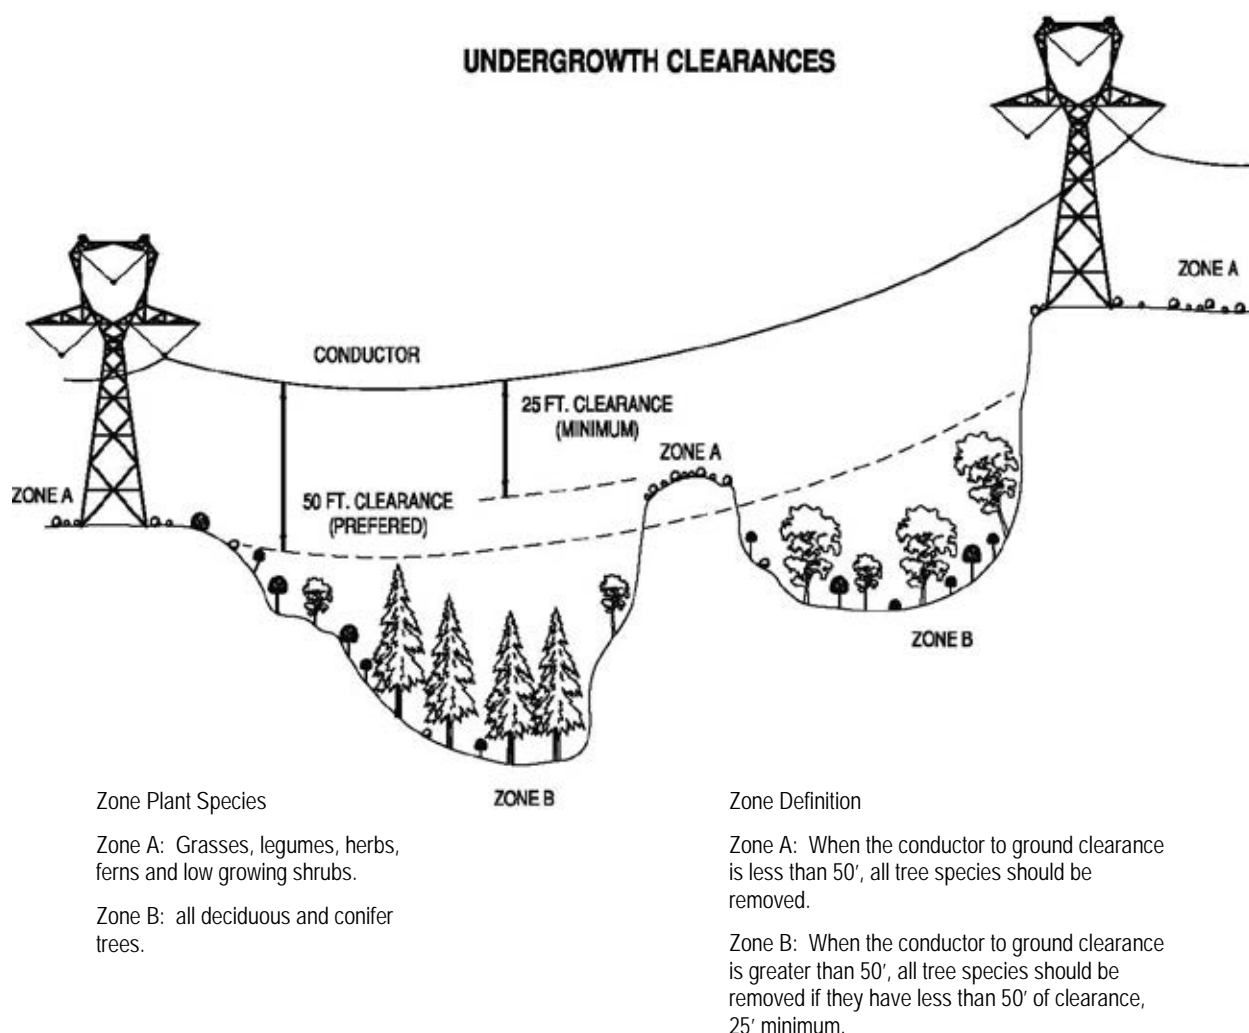 UNDERGROWTH CLEARANCES
ZONE A
CONDUCTOR
25 FT. CLEARANCE
(MINIMUM)
ZONE A
ZONE A
50 FT. CLEARANCE
(PREFERED)
ZONE B
ZONE B
Zone Plant Species
Zone A: Grasses, legumes, herbs,
ferns and low growing shrubs.
Zone B: all deciduous and conifer
trees.
Zone Definition
Zone A: When the conductor to ground clearance
is less than 50′, all tree species should be
removed.
Zone B: When the conductor to ground clearance
is greater than 50′, all tree species should be
removed if they have less than 50′ of clearance,
25′ minimum.